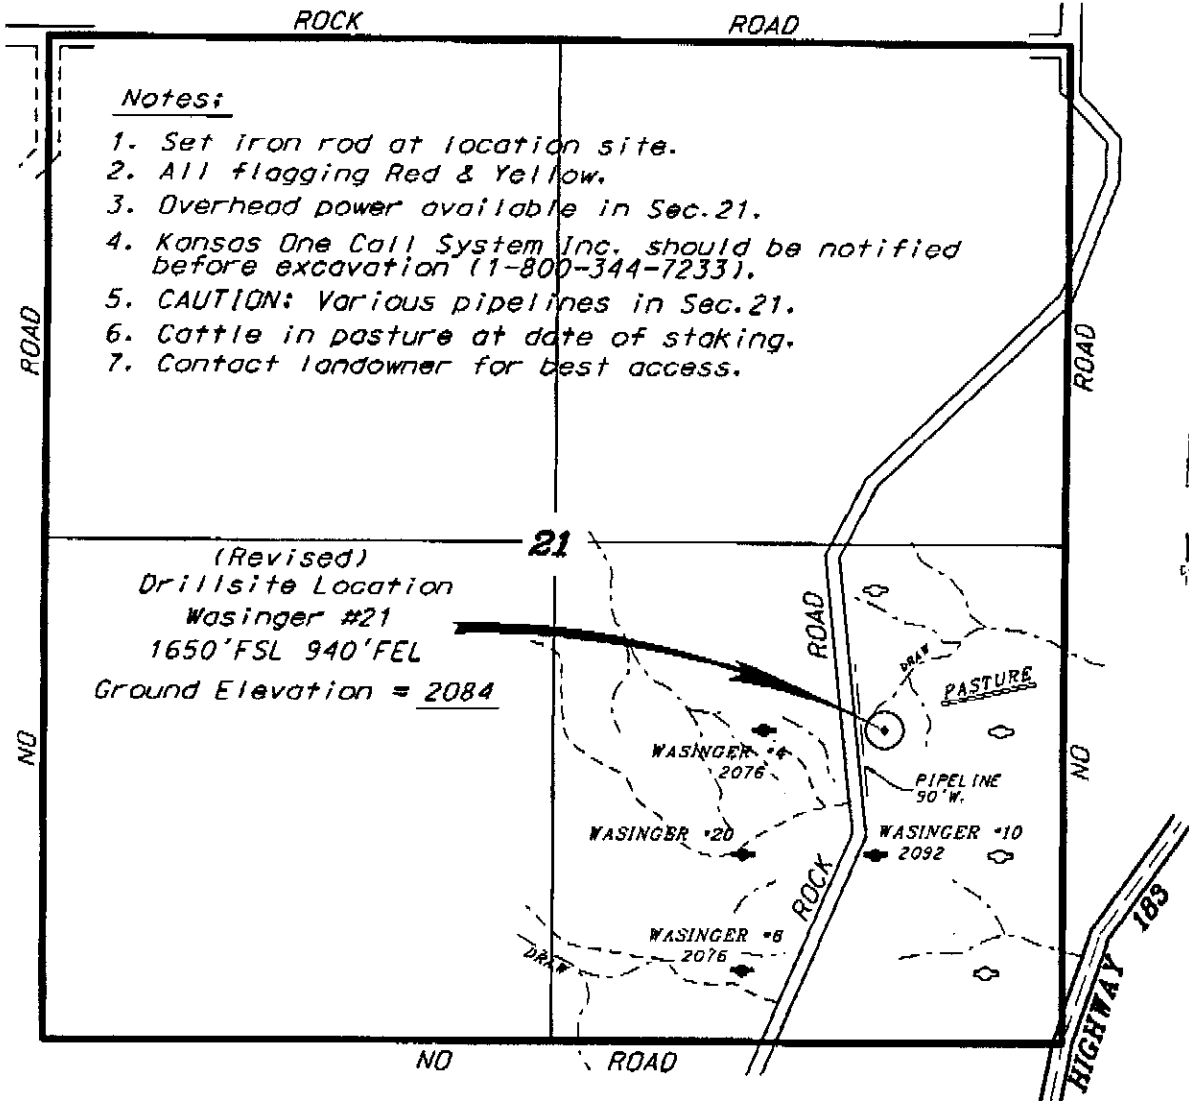 ROCK ROAD
Notes:
1. Set iron rod at location site.
2. All flagging Red & Yellow.
3. Overhead power available in Sec.21.
4. Kansas One Call System Inc. should be notified
before excavation (1-800-344-7233).
5. CAUTION: Various pipelines in Sec.21.
6. Cattle in pasture at date of staking.
7. Contact landowner for best access.
ROAD
ROAD
21
(Revised)
Drillsite Location
Wasinger #21
1650'FSL 940'FEL
Ground Elevation = 2084
ROAD
DRAW
PASTURE
NO
NO
WASINGER #4
2076
PIPELINE
90'W.
WASINGER #20
WASINGER #10
2092
ROCK
WASINGER #6
2076
DRAW
HIGHWAY 183
NO ROAD